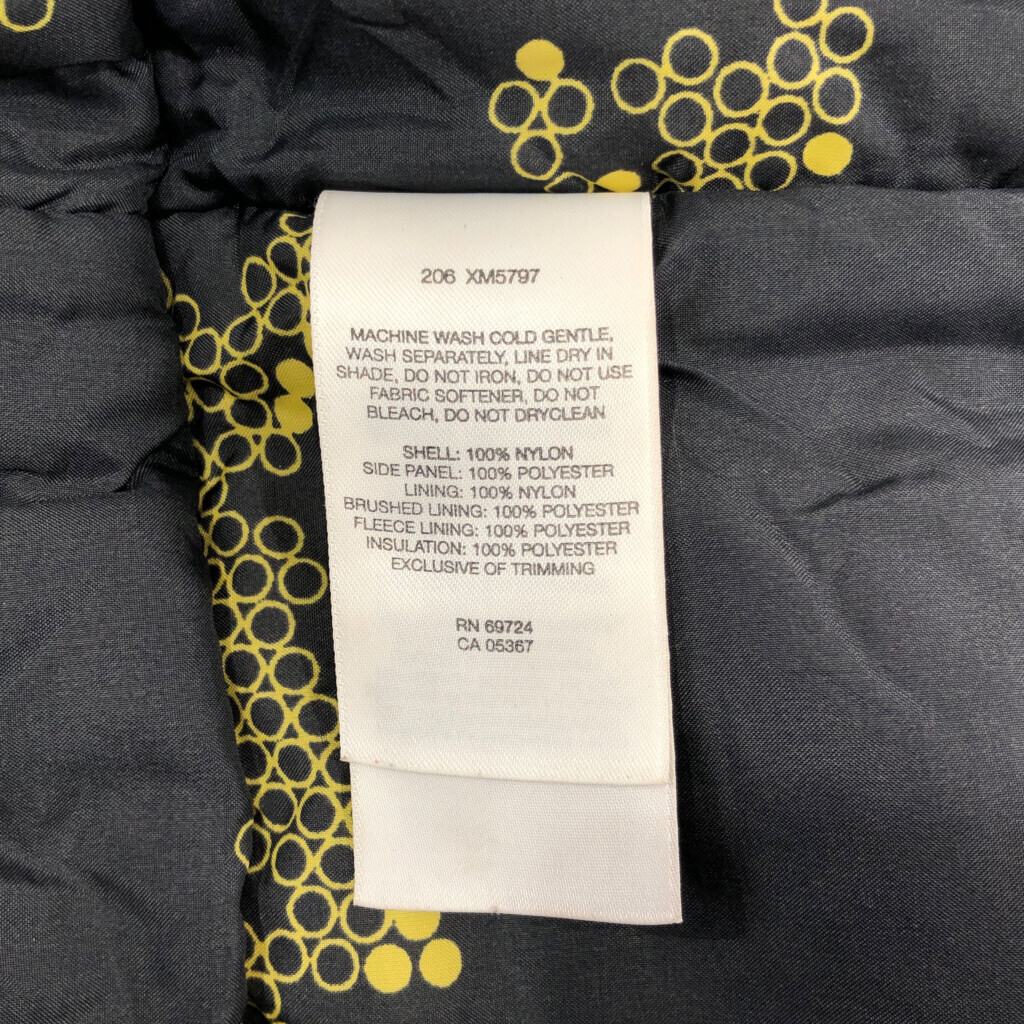 206 XM5797
MACHINE WASH COLD GENTLE,
WASH SEPARATELY, LINE DRY IN
SHADE, DO NOT IRON, DO NOT USE
FABRIC SOFTENER, DO NOT
BLEACH, DO NOT DRYCLEAN
SHELL: 100% NYLON
SIDE PANEL: 100% POLYESTER
LINING: 100% NYLON
BRUSHED LINING: 100% POLYESTER
FLEECE LINING: 100% POLYESTER
INSULATION: 100% POLYESTER
EXCLUSIVE OF TRIMMING
RN 69724
CA 05367